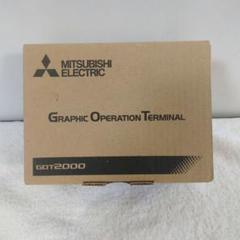 MITSUBISHI
ELECTRIC
GRAPHIC OPERATION TERMINAL
GOT2000